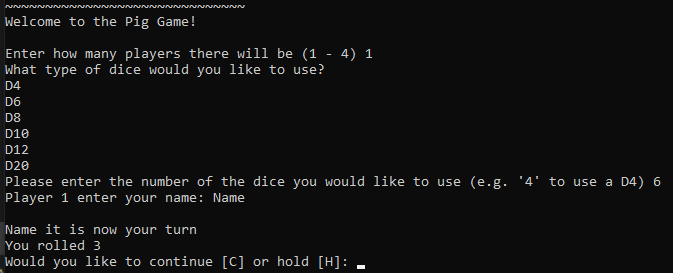 ~~~~~~~~~~~~~~~~~~~~~~~~~~~~~~
Welcome to the Pig Game!
Enter how many players there will be (1 - 4) 1
What type of dice would you like to use?
D4
D6
D8
D10
D12
D20
Please enter the number of the dice you would like to use (e.g. '4' to use a D4) 6
Player 1 enter your name: Name
Name it is now your turn
You rolled 3
Would you like to continue [C] or hold [H]: